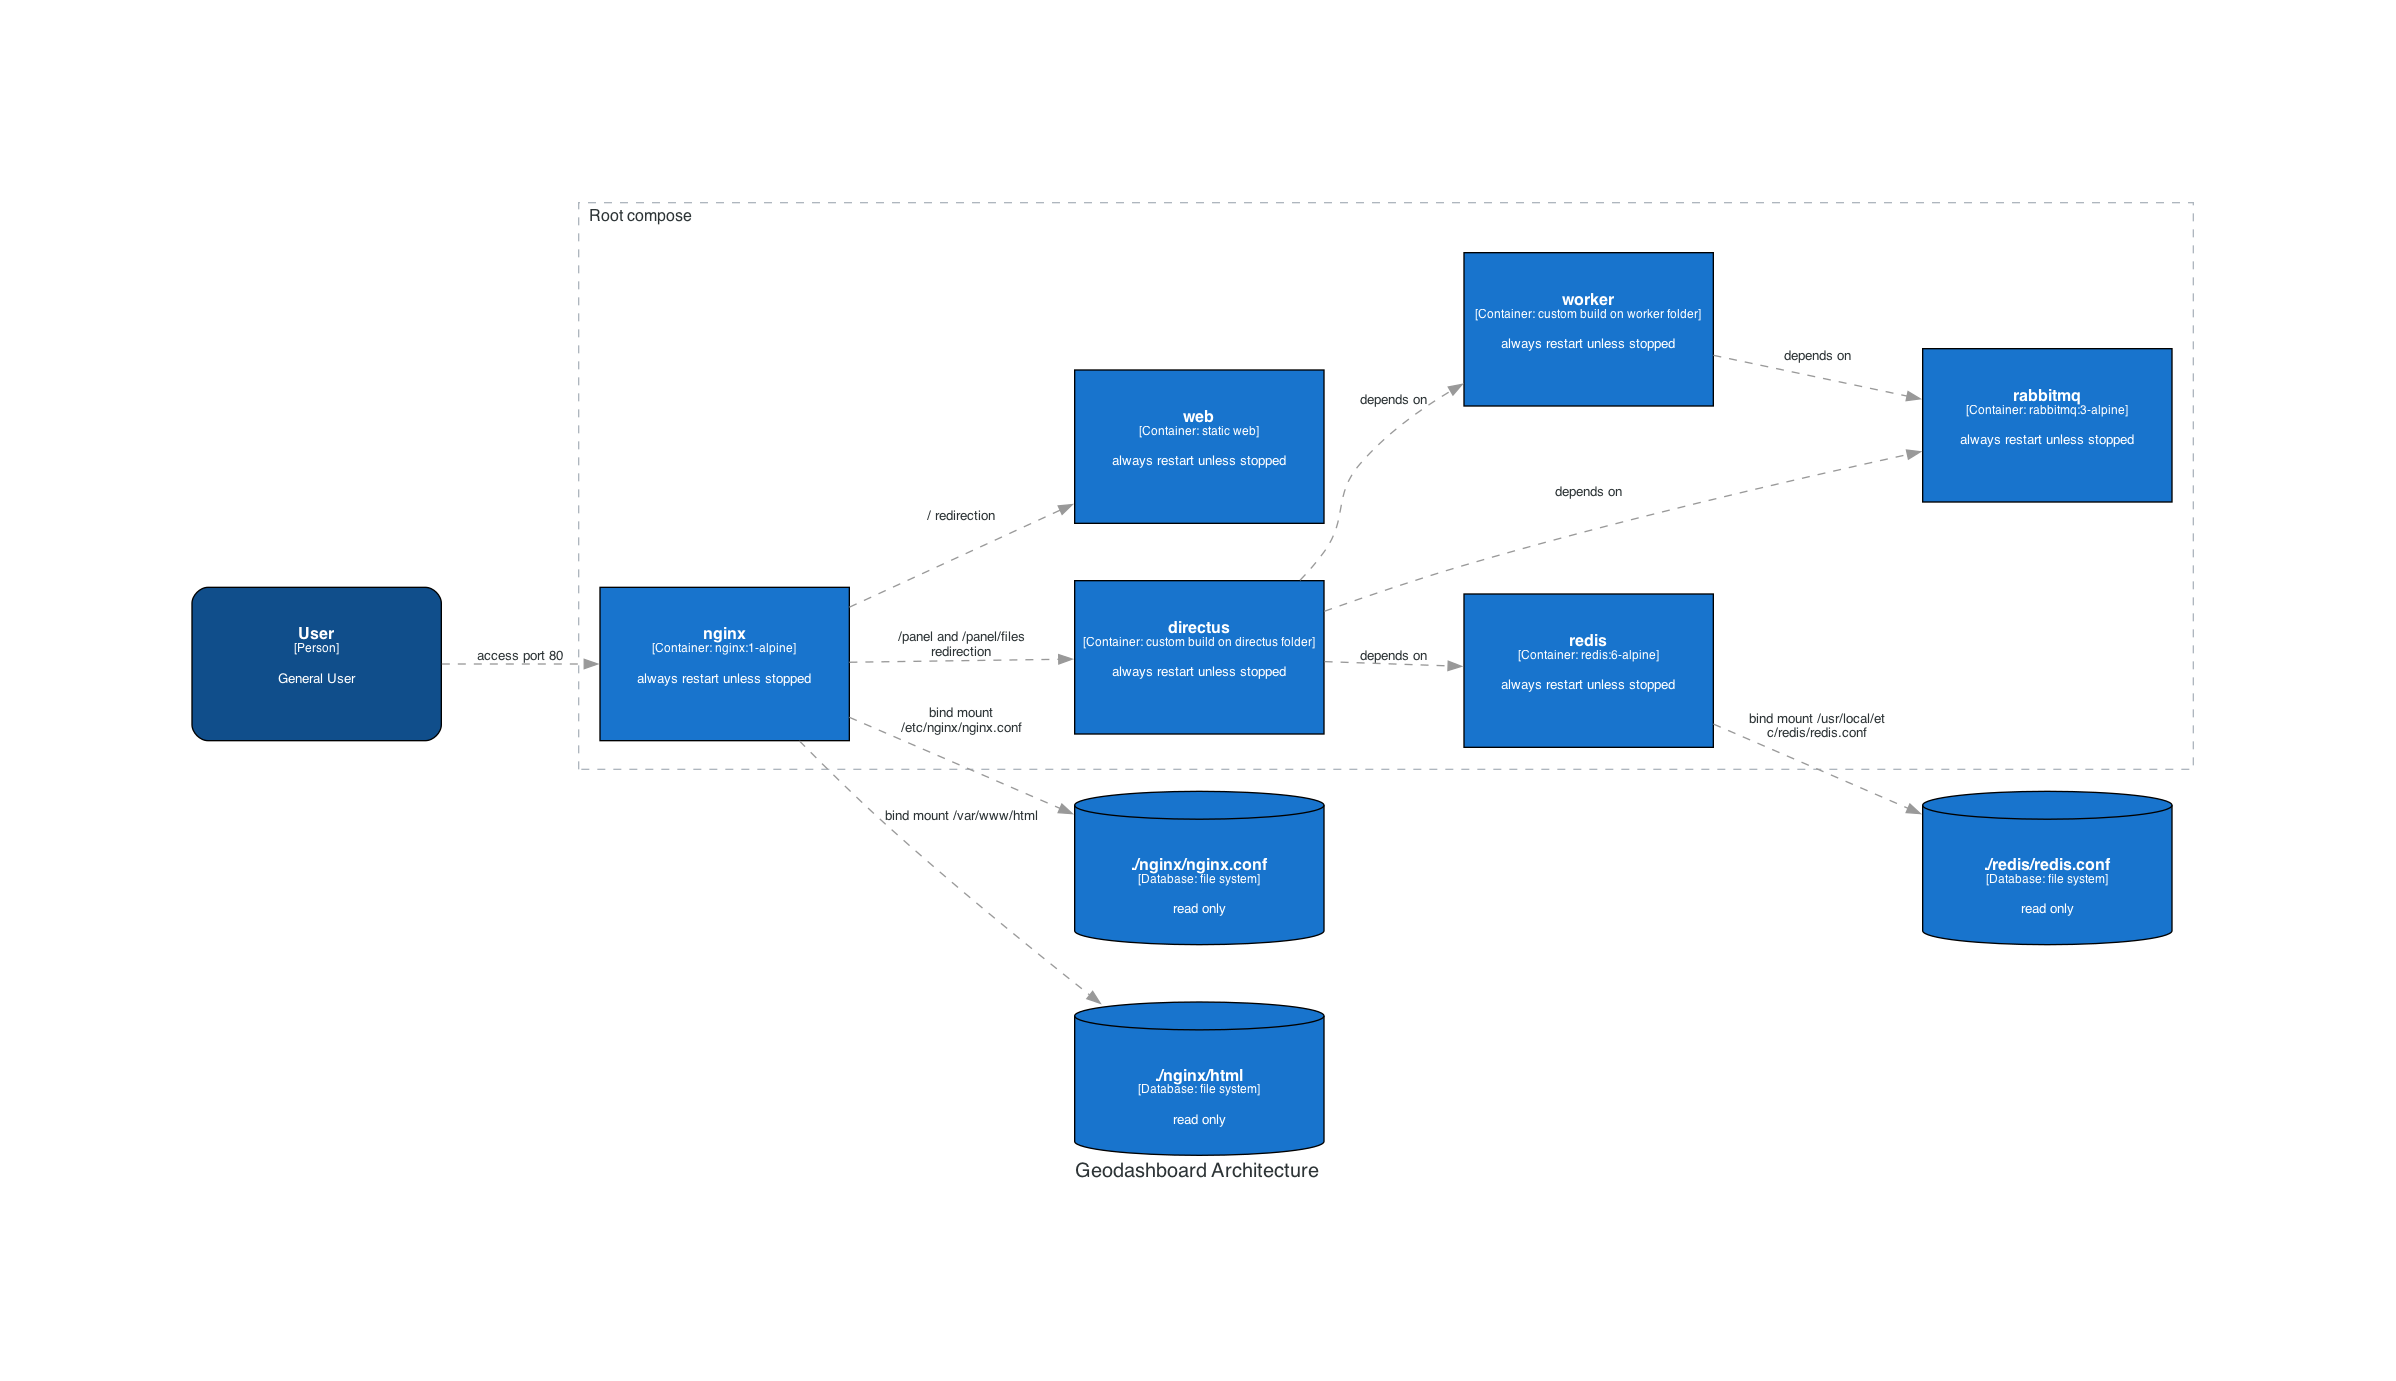 Root compose
worker
[Container: custom build on worker folder]
always restart unless stopped
depends on
rabbitmq
[Container: rabbitmq:3-alpine]
always restart unless stopped
web
[Container: static web]
always restart unless stopped
depends on
depends on
/ redirection
User
[Person]
General User
access port 80
nginx
[Container: nginx:1-alpine]
always restart unless stopped
/panel and /panel/files
redirection
directus
[Container: custom build on directus folder]
always restart unless stopped
depends on
redis
[Container: redis:6-alpine]
always restart unless stopped
bind mount
/etc/nginx/nginx.conf
bind mount /usr/local/et
c/redis/redis.conf
bind mount /var/www/html
./nginx/nginx.conf
[Database: file system]
read only
./redis/redis.conf
[Database: file system]
read only
./nginx/html
[Database: file system]
read only
Geodashboard Architecture